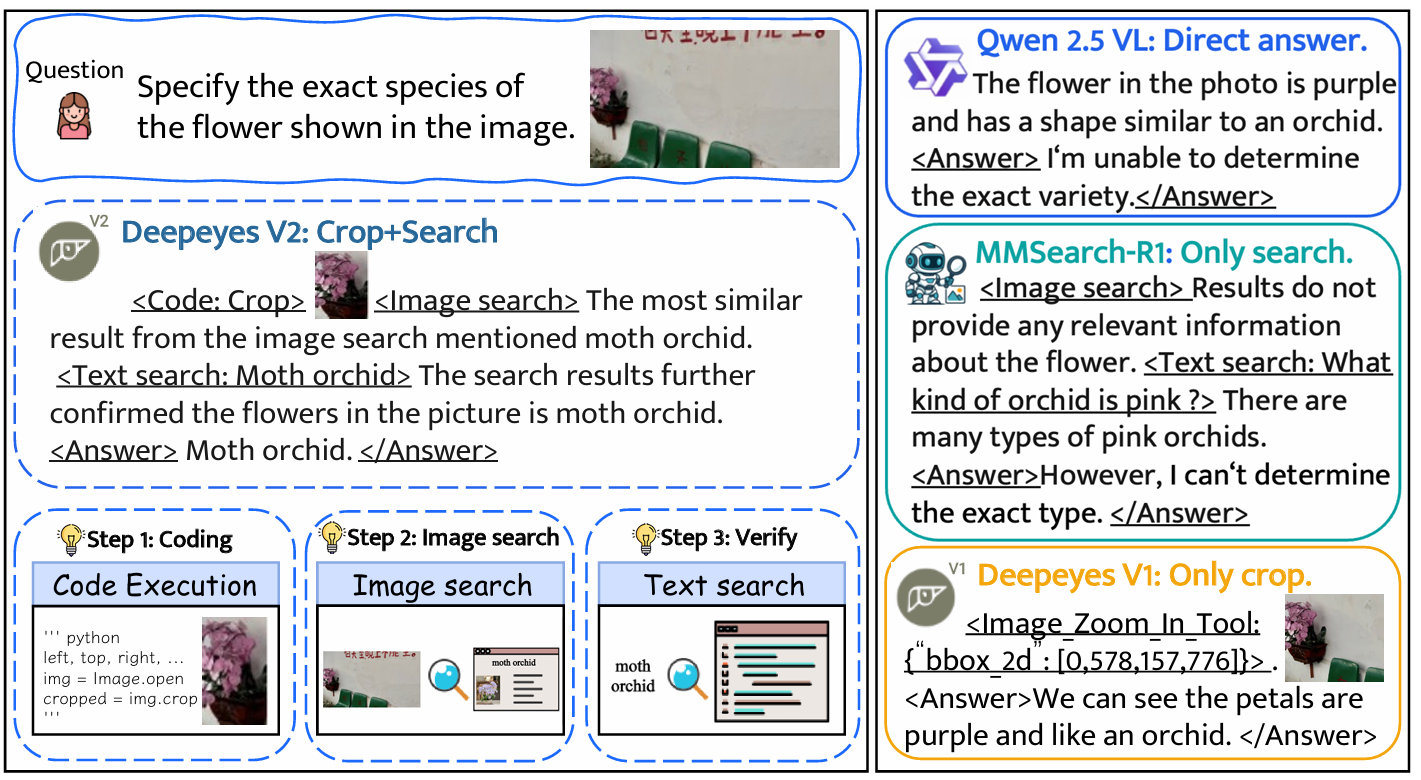 Question
Specify the exact species of
the flower shown in the image.
V2
Deepeyes V2: Crop+Search
<Code: Crop> <Image search> The most similar
result from the image search mentioned moth orchid.
<Text search: Moth orchid> The search results further
confirmed the flowers in the picture is moth orchid.
<Answer> Moth orchid. </Answer>
Step 1: Coding
Code Execution
''' python
left, top, right, ...
img = Image.open
cropped = img.crop
'''
Step 2: Image search
Image search
moth orchid
Step 3: Verify
Text search
moth
orchid
Qwen 2.5 VL: Direct answer.
The flower in the photo is purple
and has a shape similar to an orchid.
<Answer> I‘m unable to determine
the exact variety.</Answer>
MMSearch-R1: Only search.
<Image search> Results do not
provide any relevant information
about the flower. <Text search: What
kind of orchid is pink ?> There are
many types of pink orchids.
<Answer>However, I can‘t determine
the exact type. </Answer>
V1
Deepeyes V1: Only crop.
<Image_Zoom_In_Tool:
{“bbox_2d”: [0,578,157,776]}> .
<Answer>We can see the petals are
purple and like an orchid. </Answer>